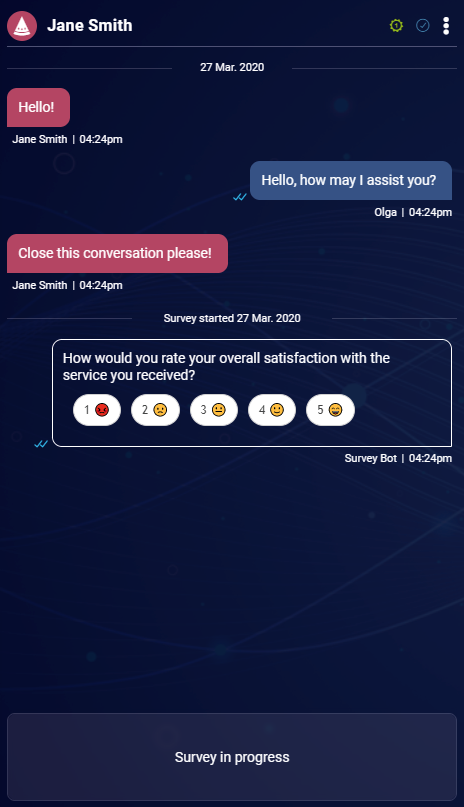 Jane Smith
27 Mar. 2020
Hello!
Jane Smith | 04:24pm
Hello, how may I assist you?
Olga | 04:24pm
Close this conversation please!
Jane Smith | 04:24pm
Survey started 27 Mar. 2020
How would you rate your overall satisfaction with the
service you received?
1 2 3 4 5
Survey Bot | 04:24pm
Survey in progress